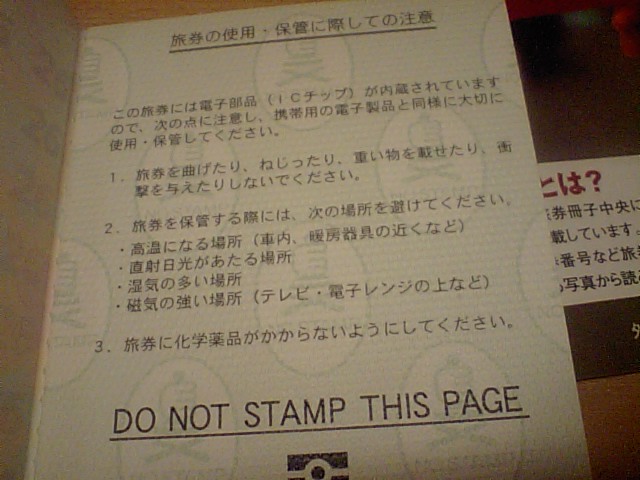 旅券の使用・保管に際しての注意
この旅券には電子部品（ＩＣチップ）が内蔵されています
ので、次の点に注意し、携帯用の電子製品と同様に大切に
使用・保管してください。
1．旅券を曲げたり、ねじったり、重い物を載せたり、衝
撃を与えたりしないでください。
2．旅券を保管する際には、次の場所を避けてください。
・高温になる場所（車内、暖房器具の近くなど）
・直射日光があたる場所
・湿気の多い場所
・磁気の強い場所（テレビ・電子レンジの上など）
3．旅券に化学薬品がかからないようにしてください。
DO NOT STAMP THIS PAGE
とは?
券冊子中央に
載しています。
番号など旅
写真から読